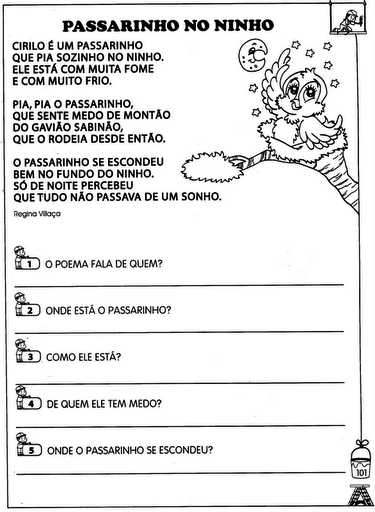 PASSARINHO NO NINHO
CIRILO É UM PASSARINHO
QUE PIA SOZINHO NO NINHO.
ELE ESTÁ COM MUITA FOME
E COM MUITO FRIO.
PIA, PIA O PASSARINHO,
QUE SENTE MEDO DE MONTÃO
DO GAVIÃO SABINÃO,
QUE O RODEIA DESDE ENTÃO.
O PASSARINHO SE ESCONDEU
BEM NO FUNDO DO NINHO.
SÓ DE NOITE PERCEBEU
QUE TUDO NÃO PASSAVA DE UM SONHO.
Regina Villaça
1 O POEMA FALA DE QUEM?
2 ONDE ESTÁ O PASSARINHO?
3 COMO ELE ESTÁ?
4 DE QUEM ELE TEM MEDO?
5 ONDE O PASSARINHO SE ESCONDEU?
101